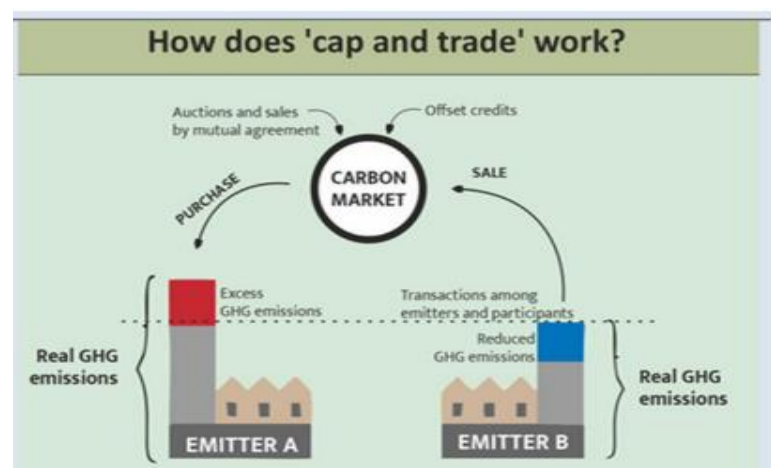 How does 'cap and trade' work?
Auctions and sales
by mutual agreement
Offset credits
CARBON
MARKET
PURCHASE
SALE
Excess
GHG emissions
Transactions among
emitters and participants
Reduced
GHG emissions
Real GHG
emissions
Real GHG
emissions
EMITTER A
EMITTER B